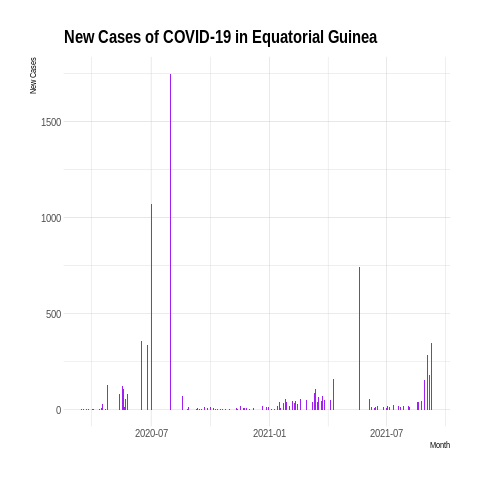 New Cases of COVID-19 in Equatorial Guinea
New Cases
1500
1000
500
0
2020-07 2021-01 2021-07
Month